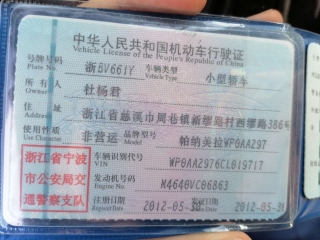 中华人民共和国机动车行驶证
Vehicle License of the People's Republic of China
号牌号码 Plate No. 浙BV661Y 车辆类型 Vehicle Type 小型轿车
所有人 Owner 杜杨君
住址 Address 浙江省慈溪市周巷镇新缪路村西缪路386号
使用性质 非营运 品牌型号 Model 帕纳美拉WP0AA297
车辆识别代号 VIN WP0AA2976CL019717
发动机号码 Engine No. M4640VC06863
注册日期 Register Date 2012-05-30 发证日期 2012-05-31
浙江省宁波
市公安局交
通警察支队